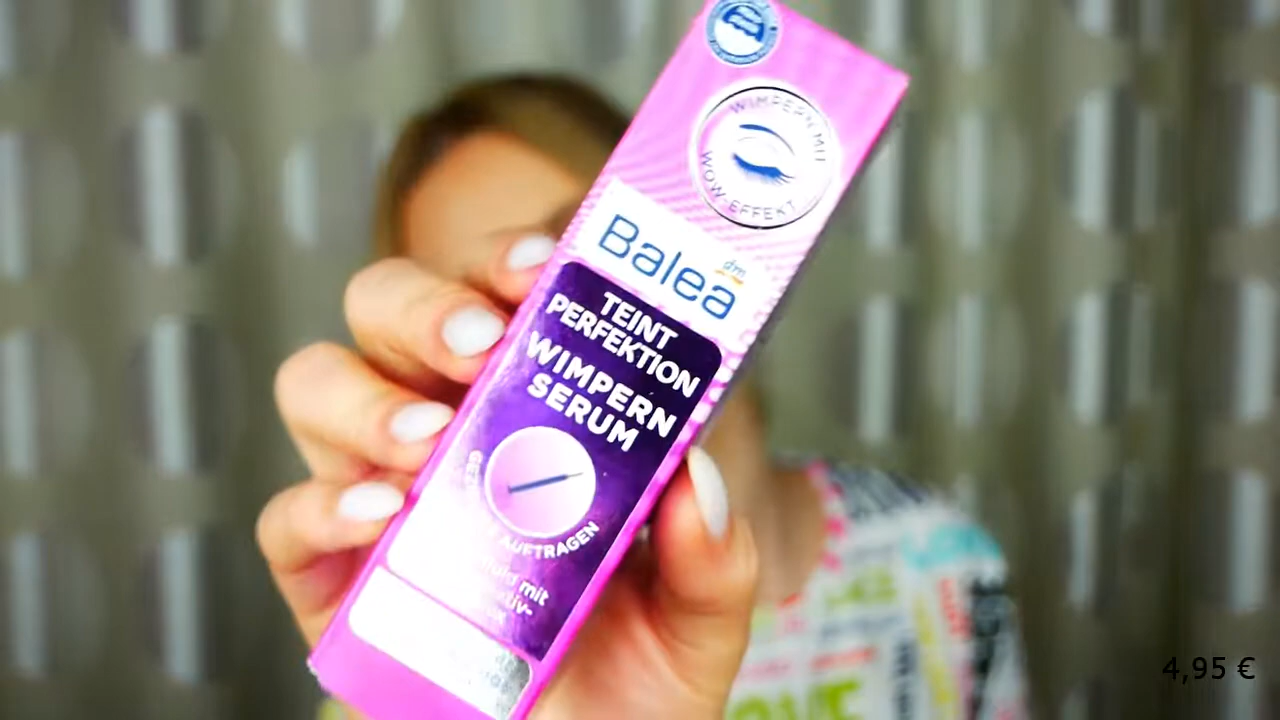 WIMPERN MIT
WOW-EFFEKT
Balea
dm
TEINT
PERFEKTION
WIMPERN
SERUM
AUFTRAGEN
mit
4,95 €